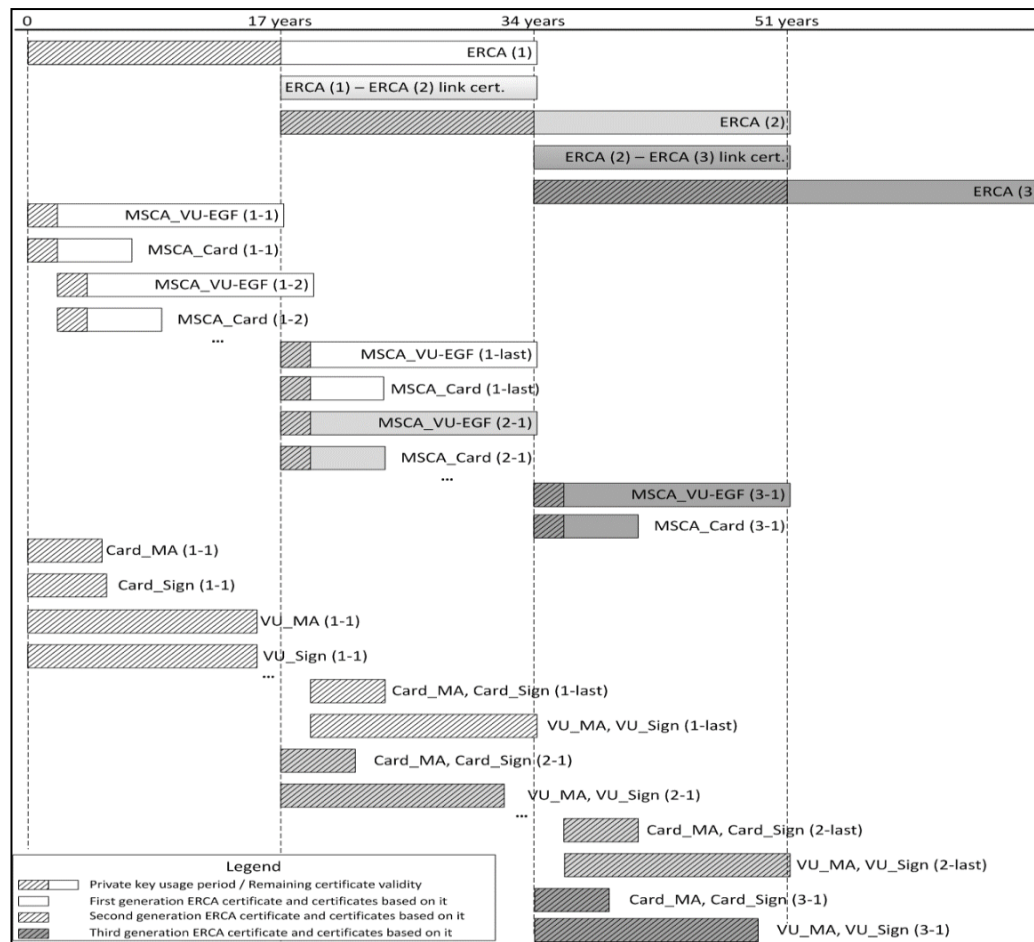 0 17 years 34 years 51 years
ERCA (1)
ERCA (1) – ERCA (2) link cert.
ERCA (2)
ERCA (2) – ERCA (3) link cert.
ERCA (3
MSCA_VU-EGF (1-1)
MSCA_Card (1-1)
MSCA_VU-EGF (1-2)
MSCA_Card (1-2)
...
MSCA_VU-EGF (1-last)
MSCA_Card (1-last)
MSCA_VU-EGF (2-1)
MSCA_Card (2-1)
...
MSCA_VU-EGF (3-1)
MSCA_Card (3-1)
Card_MA (1-1)
Card_Sign (1-1)
VU_MA (1-1)
VU_Sign (1-1)
...
Card_MA, Card_Sign (1-last)
VU_MA, VU_Sign (1-last)
Card_MA, Card_Sign (2-1)
VU_MA, VU_Sign (2-1)
...
Card_MA, Card_Sign (2-last)
VU_MA, VU_Sign (2-last)
Card_MA, Card_Sign (3-1)
VU_MA, VU_Sign (3-1)
Legend
Private key usage period / Remaining certificate validity
First generation ERCA certificate and certificates based on it
Second generation ERCA certificate and certificates based on it
Third generation ERCA certificate and certificates based on it